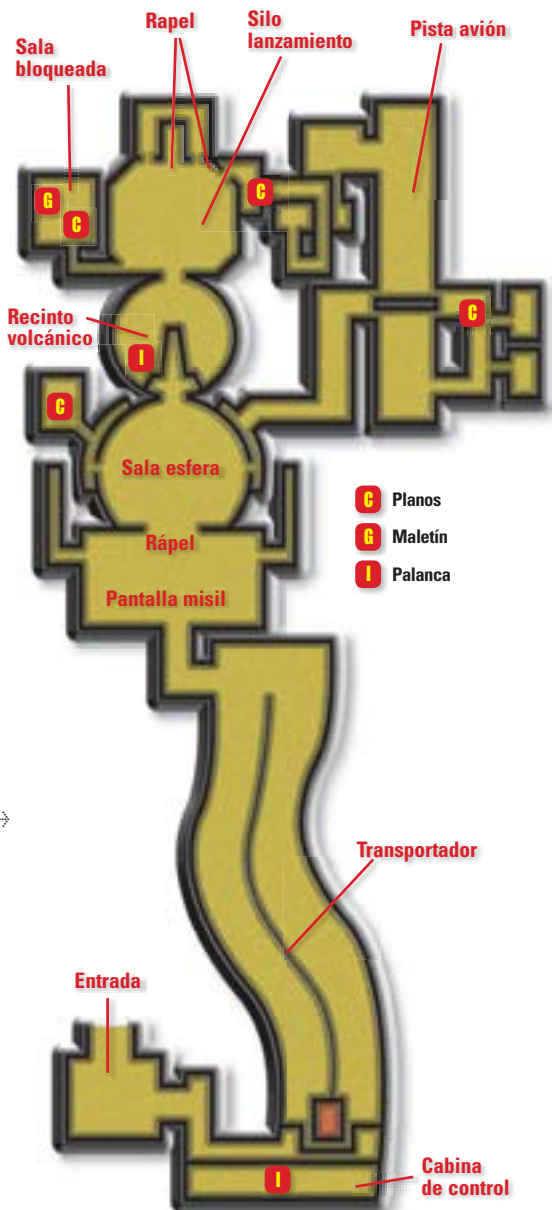 Rapel
Silo
lanzamiento
Pista avión
Sala
bloqueada
G
C
C
Recinto
volcánico
I
C
C
Sala esfera
C Planos
G Maletín
I Palanca
Rápel
Pantalla misil
Transportador
Entrada
I
Cabina
de control